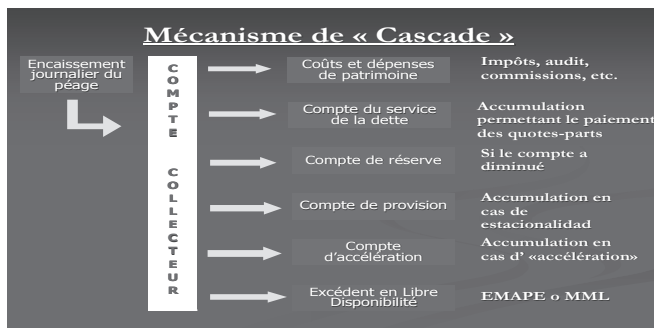 Mécanisme de « Cascade »
Encaissement
journalier du
péage
COMPTE
COLLECTEUR
Coûts et dépenses
de patrimoine
Impôts, audit,
commissions, etc.
Compte du service
de la dette
Accumulation
permettant le paiement
des quotes-parts
Compte de réserve
Si le compte a
diminué
Compte de provision
Accumulation en
cas de
estacionalidad
Compte
d'accélération
Accumulation en
cas d' «accélération»
Excédent en Libre
Disponibilité
EMAPE o MML